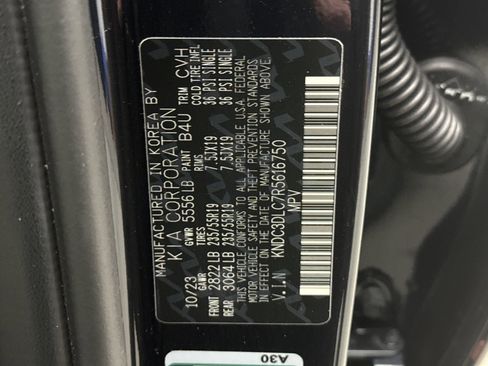 MANUFACTURED IN KOREA BY
KIA CORPORATION
10/23 GVWR 5556LB PAINT B4U TRIM CVH
GAWR RIMS COLD TIRE INFL
FRONT 2822LB 235/55R19 7.5JX19 36 PSI SINGLE
REAR 3064LB 235/55R19 7.5JX19 36 PSI SINGLE
THIS VEHICLE CONFORMS TO ALL APPLICABLE U.S.A. FEDERAL
MOTOR VEHICLE SAFETY AND THEFT PREVENTION STANDARDS
IN EFFECT ON THE DATE OF MANUFACTURE SHOWN ABOVE.
V.I.N KNDC3DLC7R5616750
MPV
A30